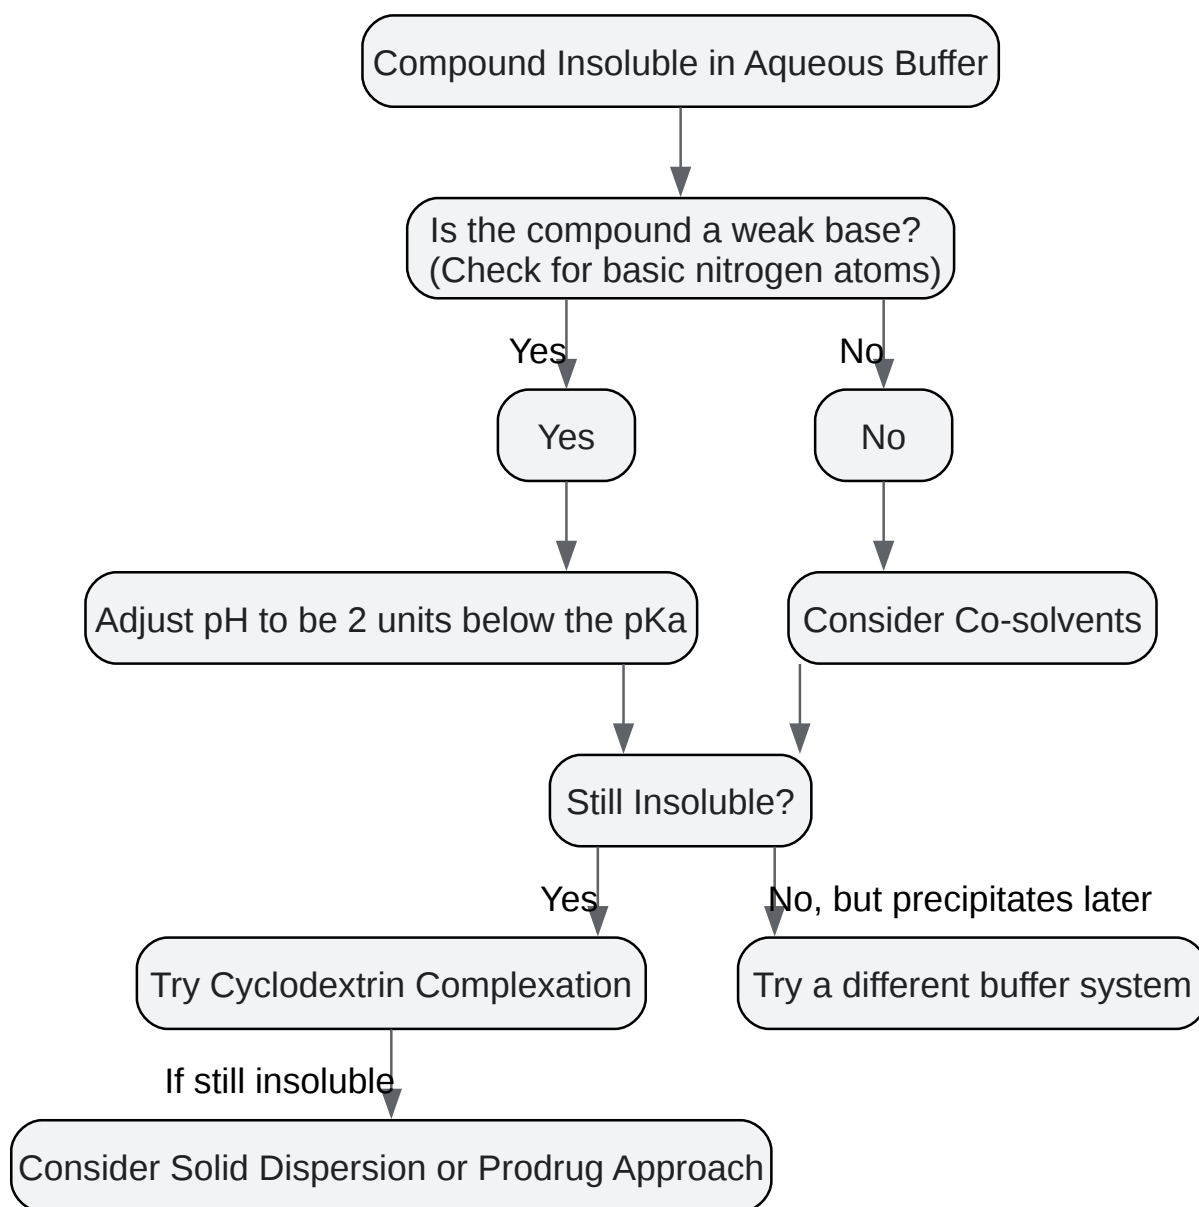 Compound Insoluble in Aqueous Buffer
Is the compound a weak base?
(Check for basic nitrogen atoms)
Yes
No
Yes
No
Adjust pH to be 2 units below the pKa
Consider Co-solvents
Still Insoluble?
Yes
No, but precipitates later
Try Cyclodextrin Complexation
Try a different buffer system
If still insoluble
Consider Solid Dispersion or Prodrug Approach